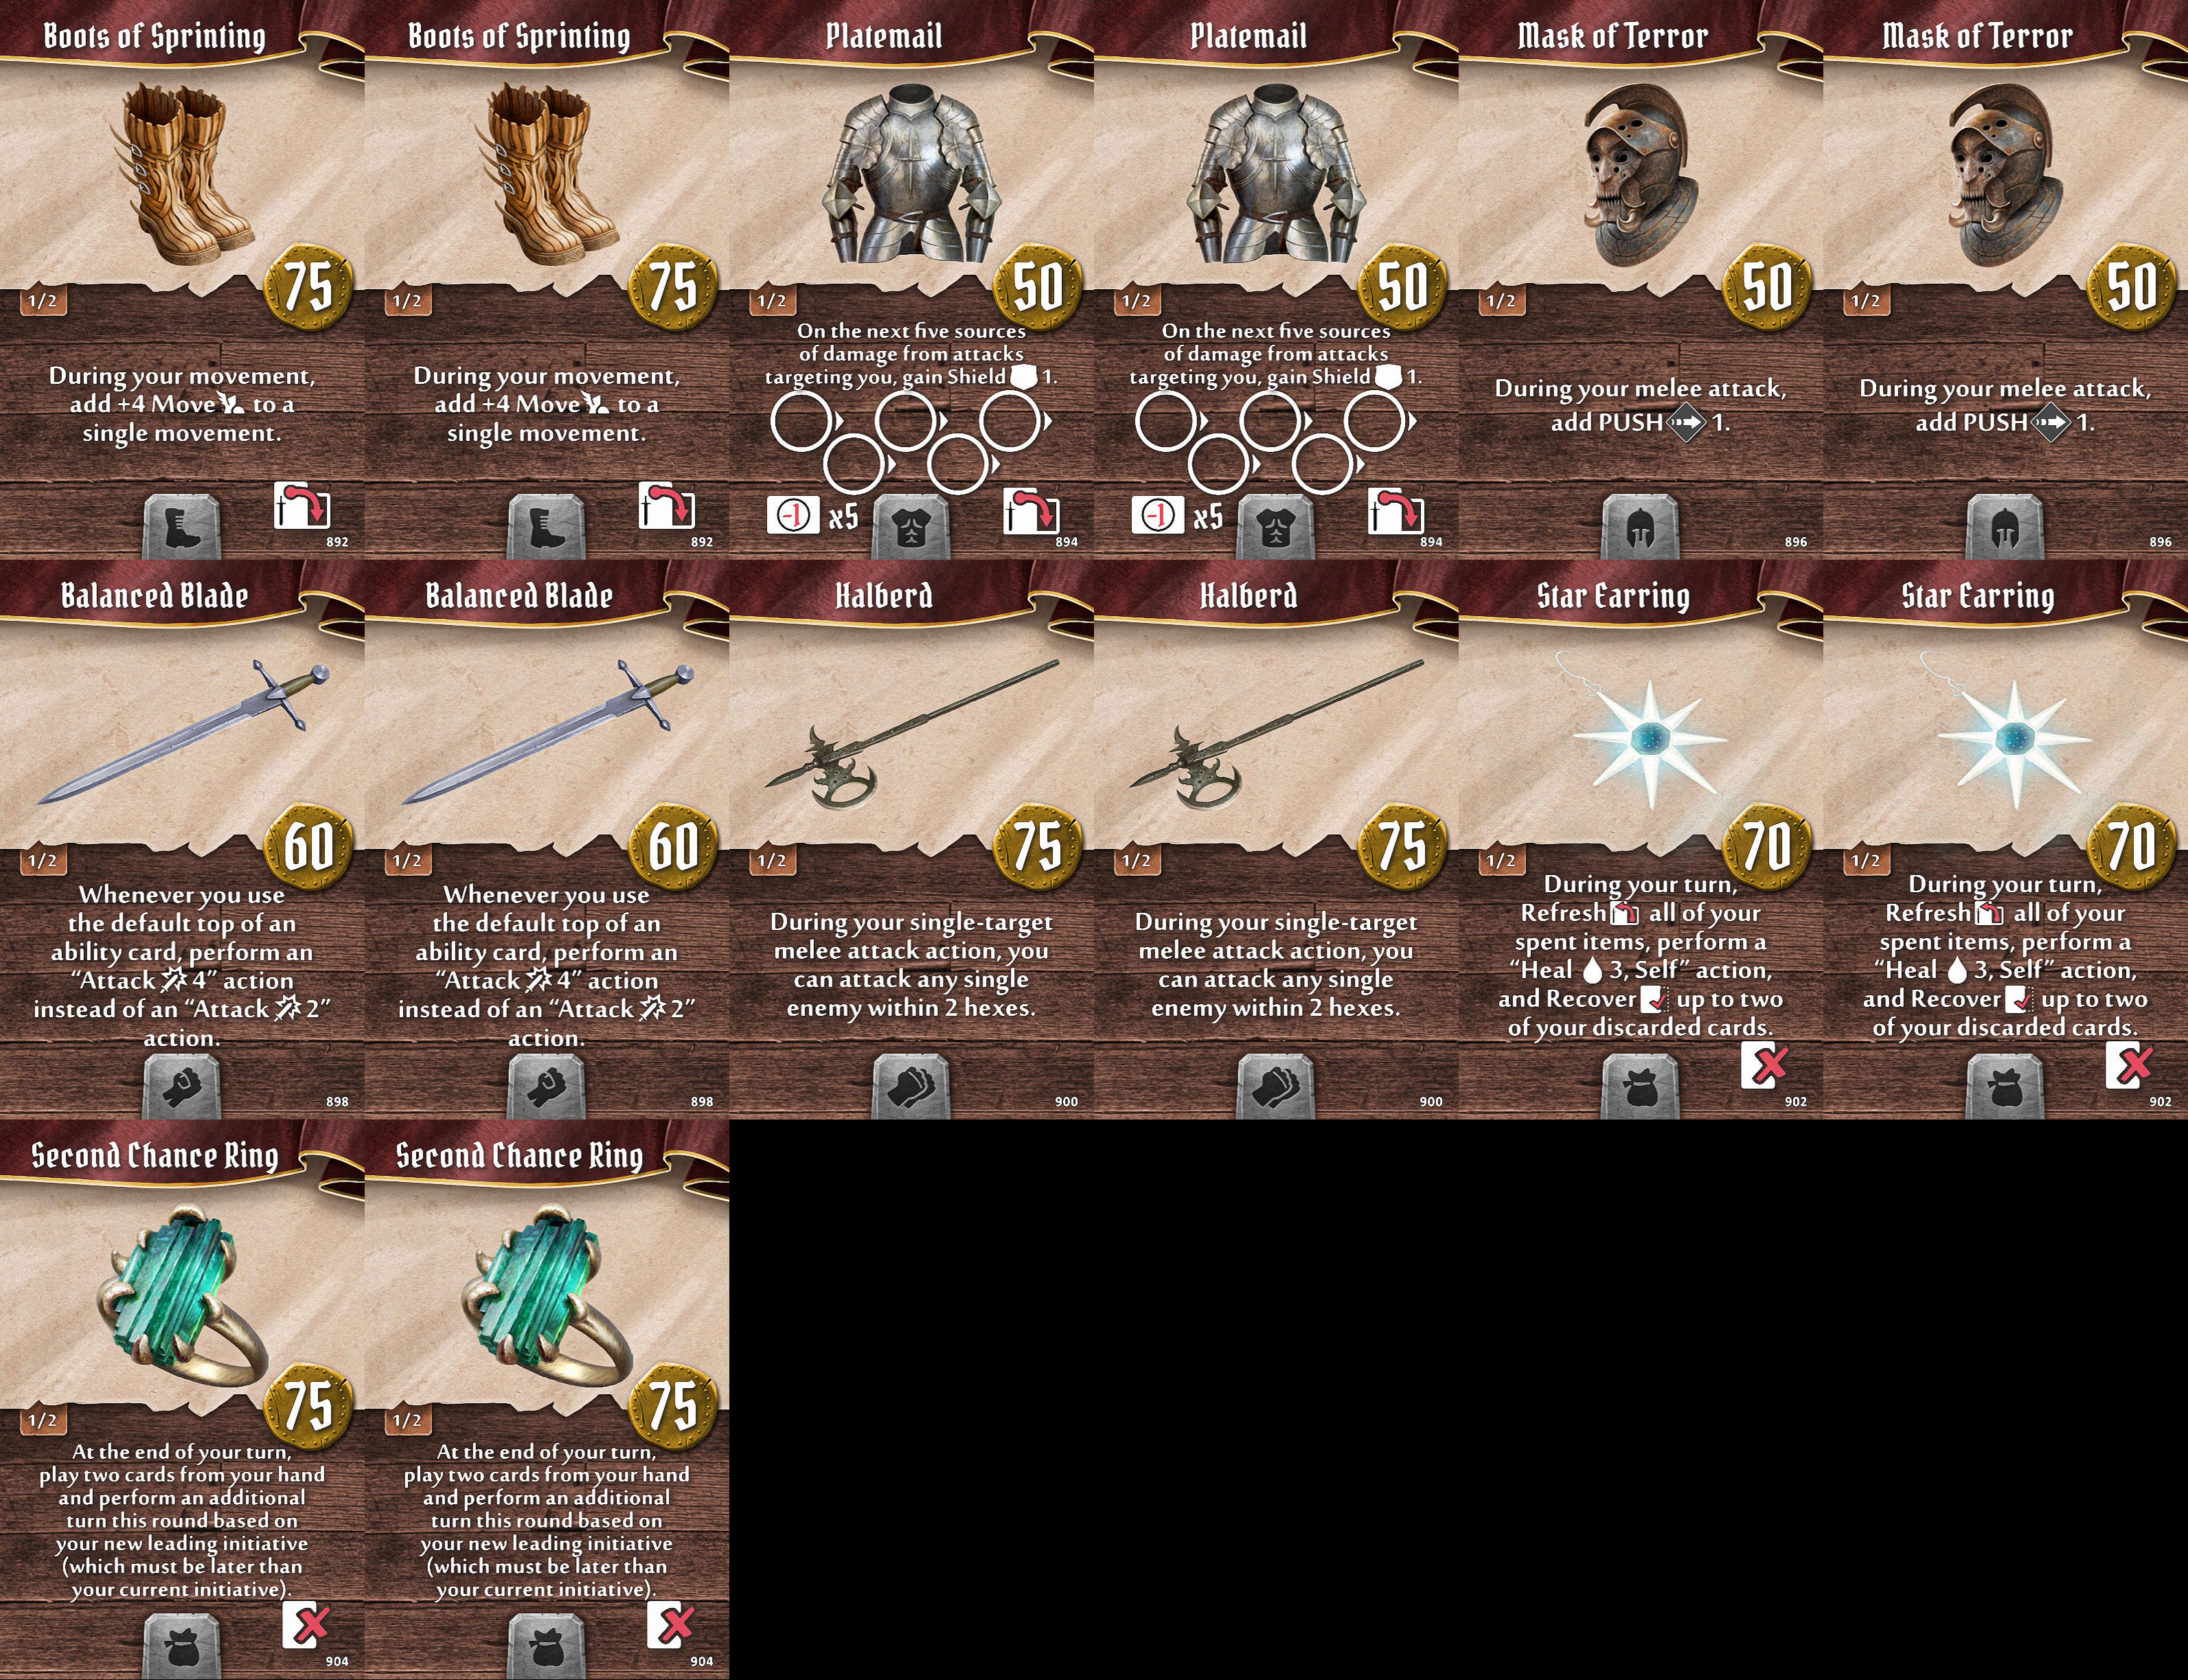 Boots of Sprinting
75
1/2
During your movement,
add +4 Move to a
single movement.
892
Boots of Sprinting
75
1/2
During your movement,
add +4 Move to a
single movement.
892
Platemail
50
1/2
On the next five sources
of damage from attacks
targeting you, gain Shield 1.
-1 x5
894
Platemail
50
1/2
On the next five sources
of damage from attacks
targeting you, gain Shield 1.
-1 x5
894
Mask of Terror
50
1/2
During your melee attack,
add PUSH 1.
896
Mask of Terror
50
1/2
During your melee attack,
add PUSH 1.
896
Balanced Blade
60
1/2
Whenever you use
the default top of an
ability card, perform an
“Attack 4” action
instead of an “Attack 2”
action.
898
Balanced Blade
60
1/2
Whenever you use
the default top of an
ability card, perform an
“Attack 4” action
instead of an “Attack 2”
action.
898
Halberd
75
1/2
During your single-target
melee attack action, you
can attack any single
enemy within 2 hexes.
900
Halberd
75
1/2
During your single-target
melee attack action, you
can attack any single
enemy within 2 hexes.
900
Star Earring
70
1/2
During your turn,
Refresh all of your
spent items, perform a
“Heal 3, Self” action,
and Recover up to two
of your discarded cards.
902
Star Earring
70
1/2
During your turn,
Refresh all of your
spent items, perform a
“Heal 3, Self” action,
and Recover up to two
of your discarded cards.
902
Second Chance Ring
75
1/2
At the end of your turn,
play two cards from your hand
and perform an additional
turn this round based on
your new leading initiative
(which must be later than
your current initiative).
904
Second Chance Ring
75
1/2
At the end of your turn,
play two cards from your hand
and perform an additional
turn this round based on
your new leading initiative
(which must be later than
your current initiative).
904